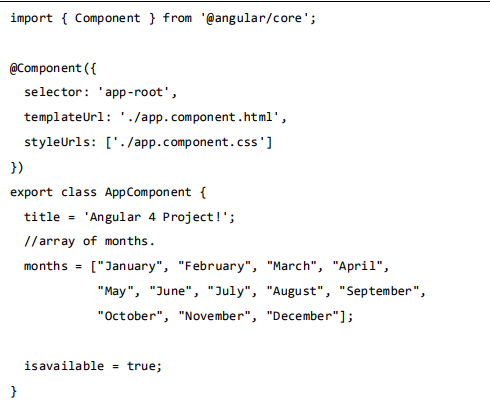 import { Component } from '@angular/core';
@Component({
selector: 'app-root',
templateUrl: './app.component.html',
styleUrls: ['./app.component.css']
})
export class AppComponent {
title = 'Angular 4 Project!';
//array of months.
months = ["January", "February", "March", "April",
"May", "June", "July", "August", "September",
"October", "November", "December"];
isavailable = true;
}